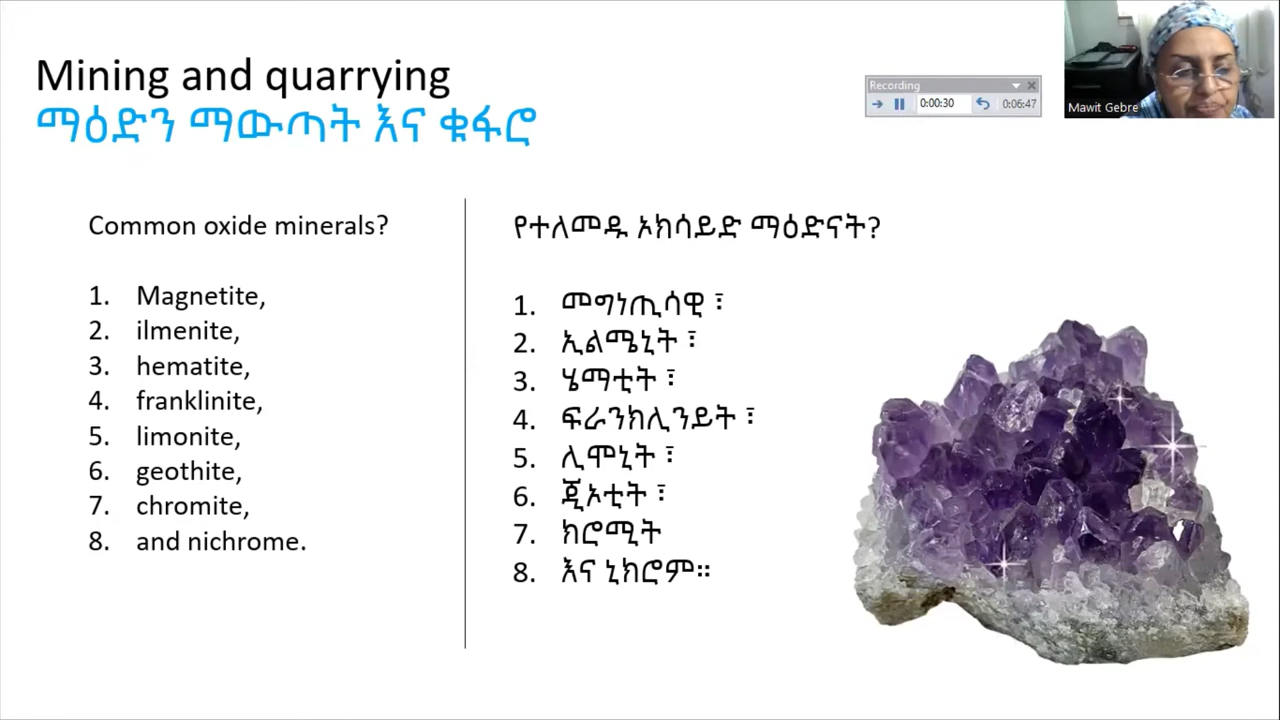 Mining and quarrying
ማዕድን ማውጣት እና ቁፋሮ
Recording
0:00:30
0:06:47
Mawit Gebre
Common oxide minerals?
1. Magnetite,
2. ilmenite,
3. hematite,
4. franklinite,
5. limonite,
6. geothite,
7. chromite,
8. and nichrome.
የተለመዱ ኦክሳይድ ማዕድናት?
1. መግነጢሳዊ ፣
2. ኢልሜኒት ፣
3. ሄማቲት ፣
4. ፍራንክሊንይት ፣
5. ሊሞኒት ፣
6. ጂኦቲት ፣
7. ክሮሚት
8. እና ኒክሮም።